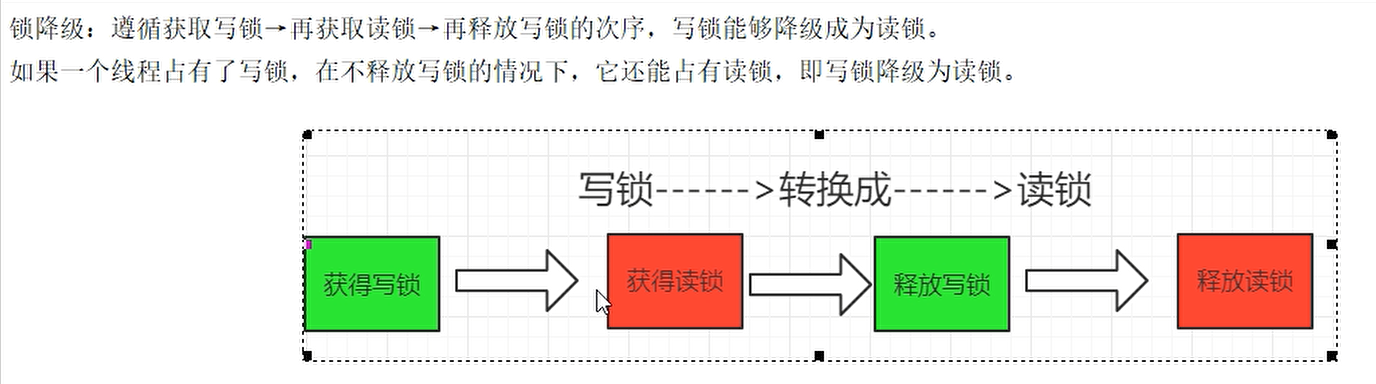 锁降级：遵循获取写锁→再获取读锁→再释放写锁的次序，写锁能够降级成为读锁。
如果一个线程占有了写锁，在不释放写锁的情况下，它还能占有读锁，即写锁降级为读锁。
写锁------>转换成------>读锁
获得写锁
获得读锁
释放写锁
释放读锁